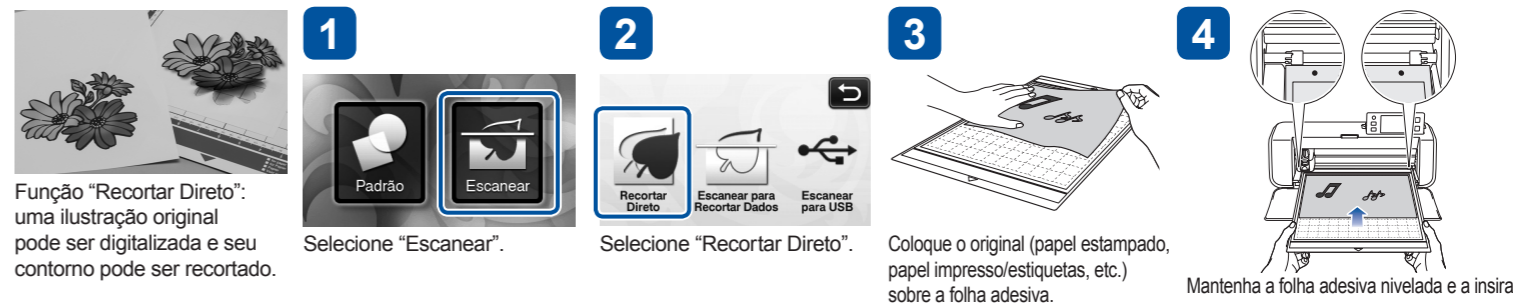 Função “Recortar Direto”:
uma ilustração original
pode ser digitalizada e seu
contorno pode ser recortado.
1
Padrão
Escanear
Selecione “Escanear”.
2
Recortar
Direto
Escanear para
Recortar Dados
Escanear
para USB
Selecione “Recortar Direto”.
3
Coloque o original (papel estampado,
papel impresso/estiquetas, etc.)
sobre a folha adesiva.
4
Mantenha a folha adesiva nivelada e a insira